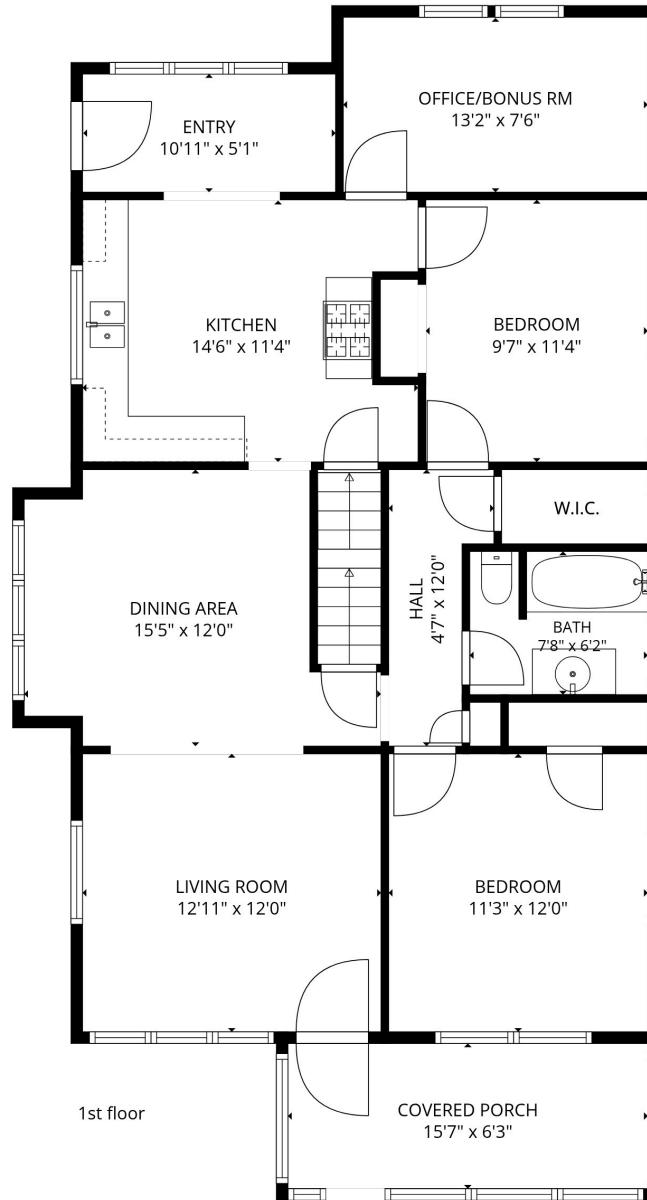 OFFICE/BONUS RM
13'2" x 7'6"
ENTRY
10'11" x 5'1"
KITCHEN
14'6" x 11'4"
BEDROOM
9'7" x 11'4"
W.I.C.
HALL
4'7" x 12'0"
DINING AREA
15'5" x 12'0"
BATH
7'8" x 6'2"
LIVING ROOM
12'11" x 12'0"
BEDROOM
11'3" x 12'0"
1st floor
COVERED PORCH
15'7" x 6'3"